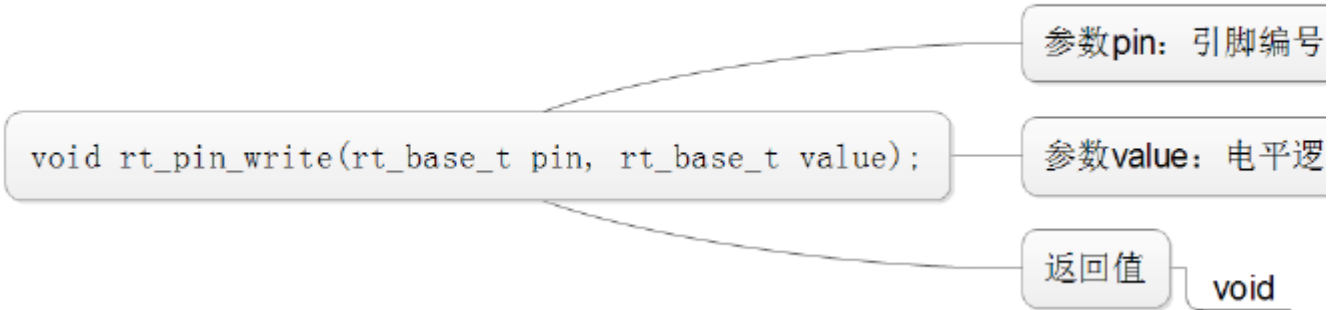 参数pin：引脚编号
void rt_pin_write(rt_base_t pin, rt_base_t value);
参数value：电平逻
返回值
void